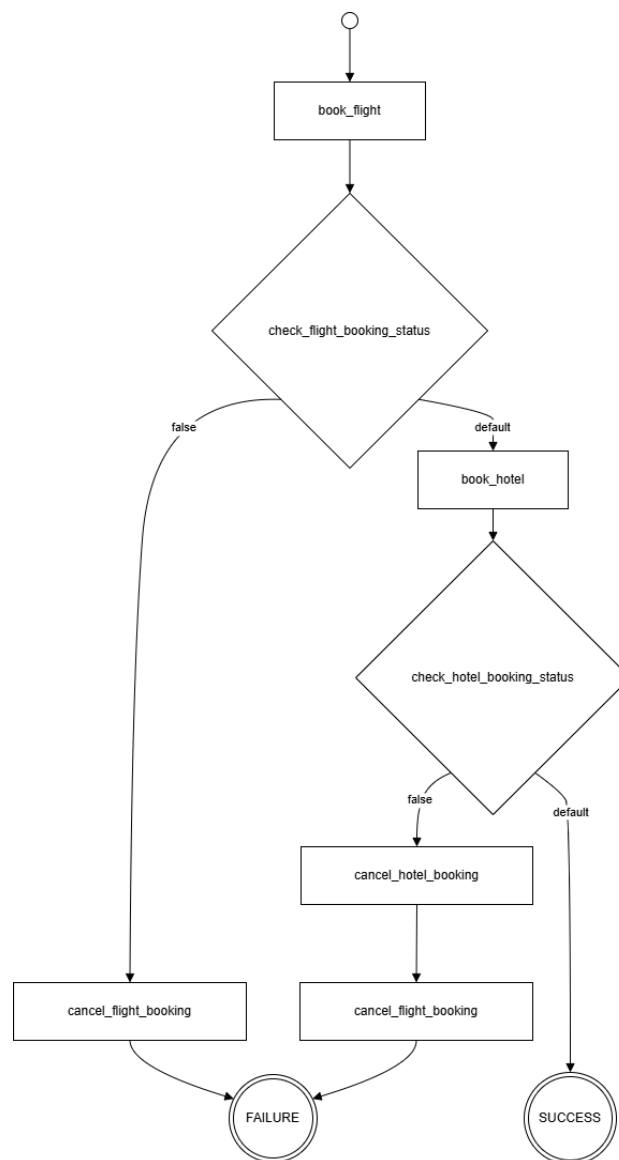 book_flight
check_flight_booking_status
false
default
book_hotel
check_hotel_booking_status
false
default
cancel_hotel_booking
cancel_flight_booking
cancel_flight_booking
FAILURE
SUCCESS